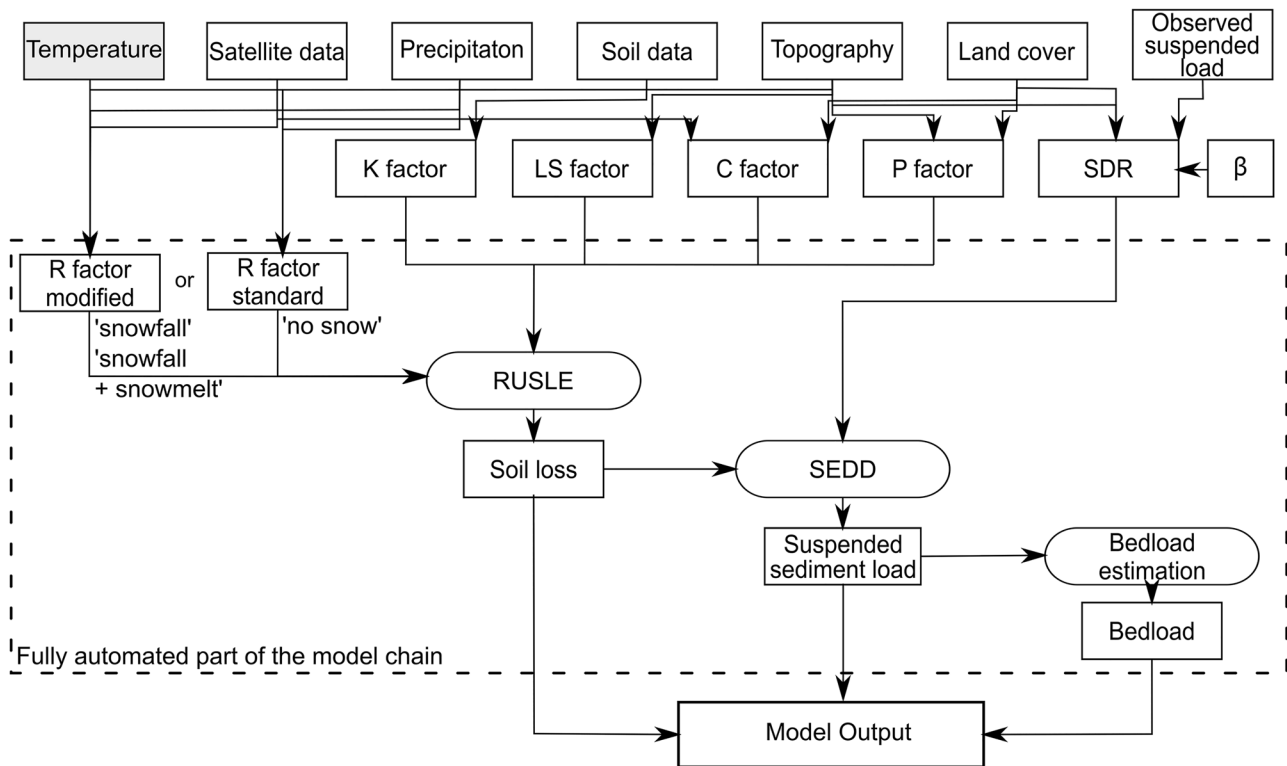 Temperature
Satellite data
Precipitaton
Soil data
Topography
Land cover
Observed
suspended
load
K factor
LS factor
C factor
P factor
SDR
β
R factor
modified
or
R factor
standard
'snowfall'
'snowfall
+ snowmelt'
'no snow'
RUSLE
Soil loss
SEDD
Suspended
sediment load
Bedload
estimation
Bedload
Fully automated part of the model chain
Model Output